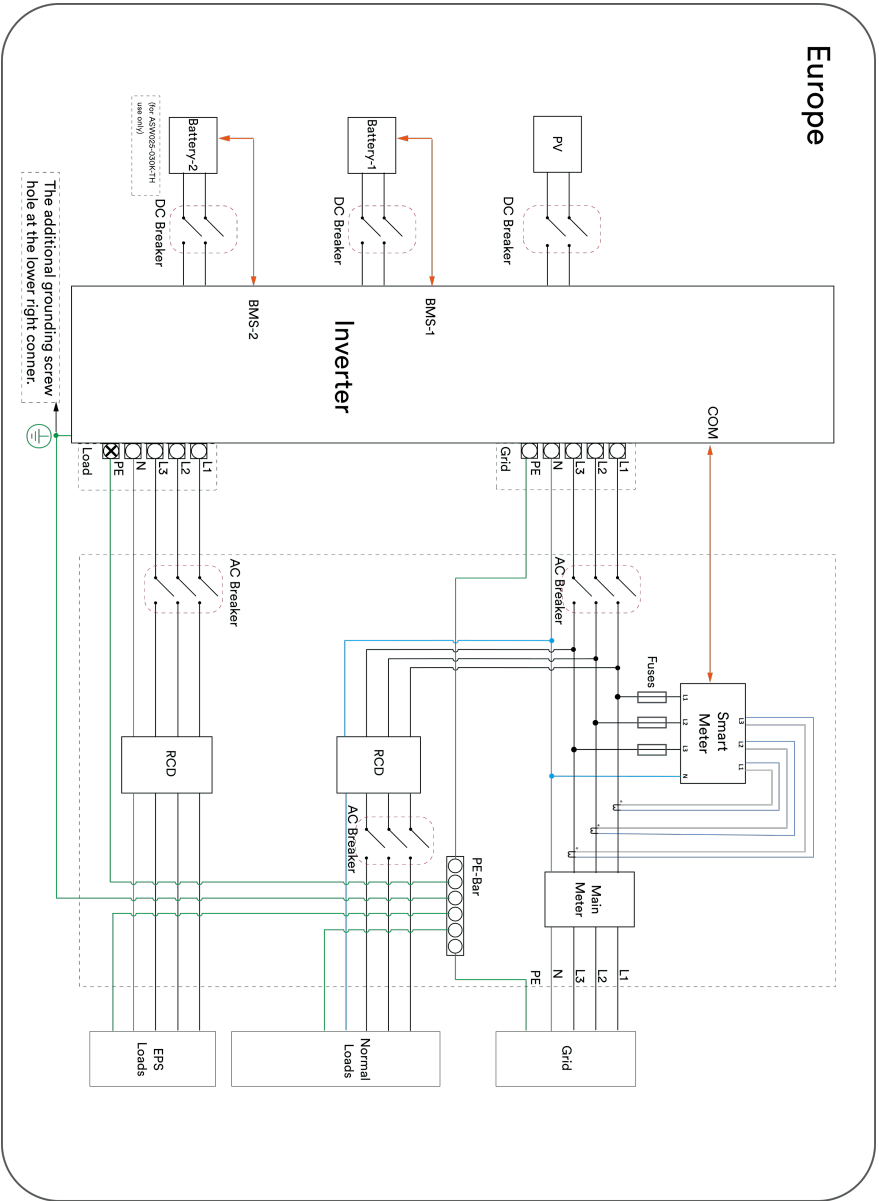 Europe
PV
Battery-1
Battery-2
(for ASW025-030K-TH
use only)
DC Breaker
DC Breaker
DC Breaker
The additional grounding screw
hole at the lower right conner.
BMS-1
BMS-2
Inverter
COM
L1
L2
L3
N
PE
Grid
L1
L2
L3
N
PE
Load
AC Breaker
AC Breaker
Fuses
Smart
Meter
L1
L2
L3
N
L3
L2
L1
*
*
*
RCD
RCD
AC Breaker
PE-Bar
Main
Meter
L1
L2
L3
N
PE
Grid
Normal
Loads
EPS
Loads